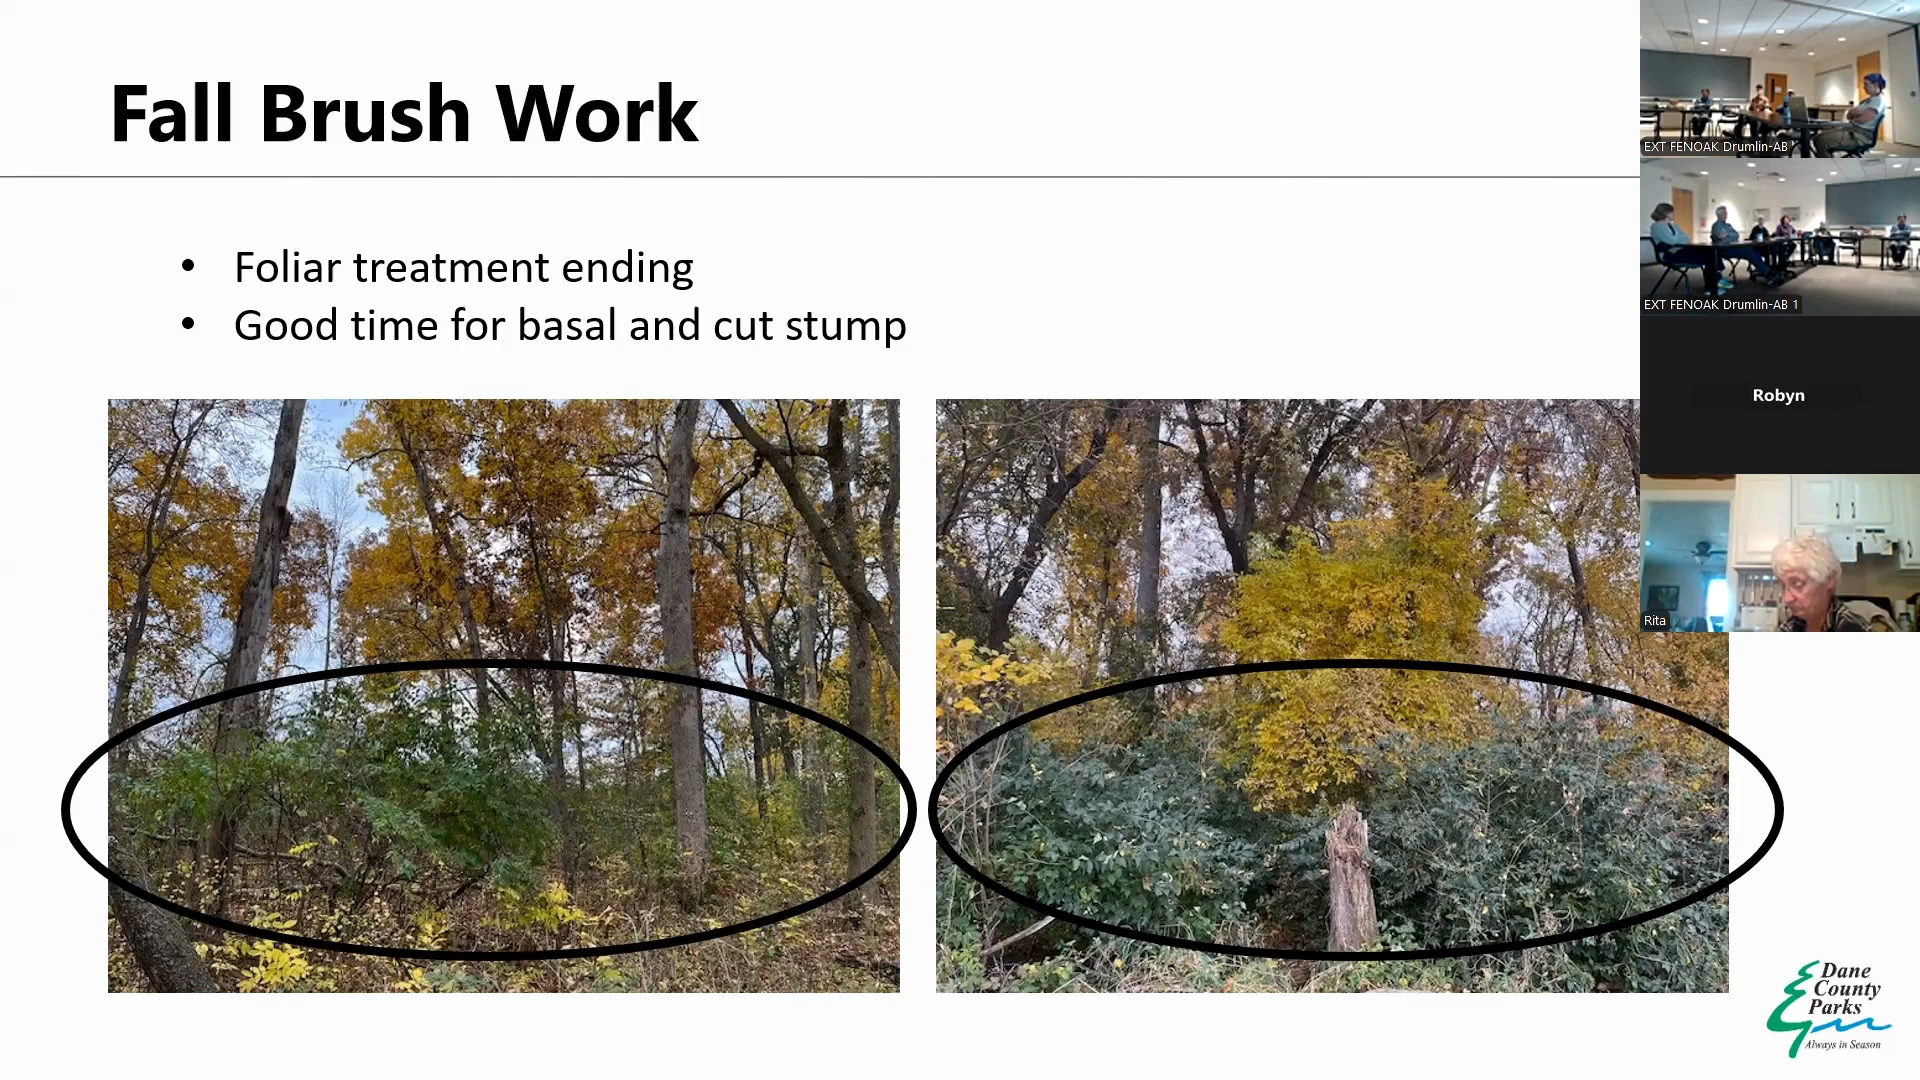 Fall Brush Work
• Foliar treatment ending
• Good time for basal and cut stump
EXT FENOAK Drumlin-AB
EXT FENOAK Drumlin-AB 1
Robyn
Rita
Dane
County
Parks
Always in Season